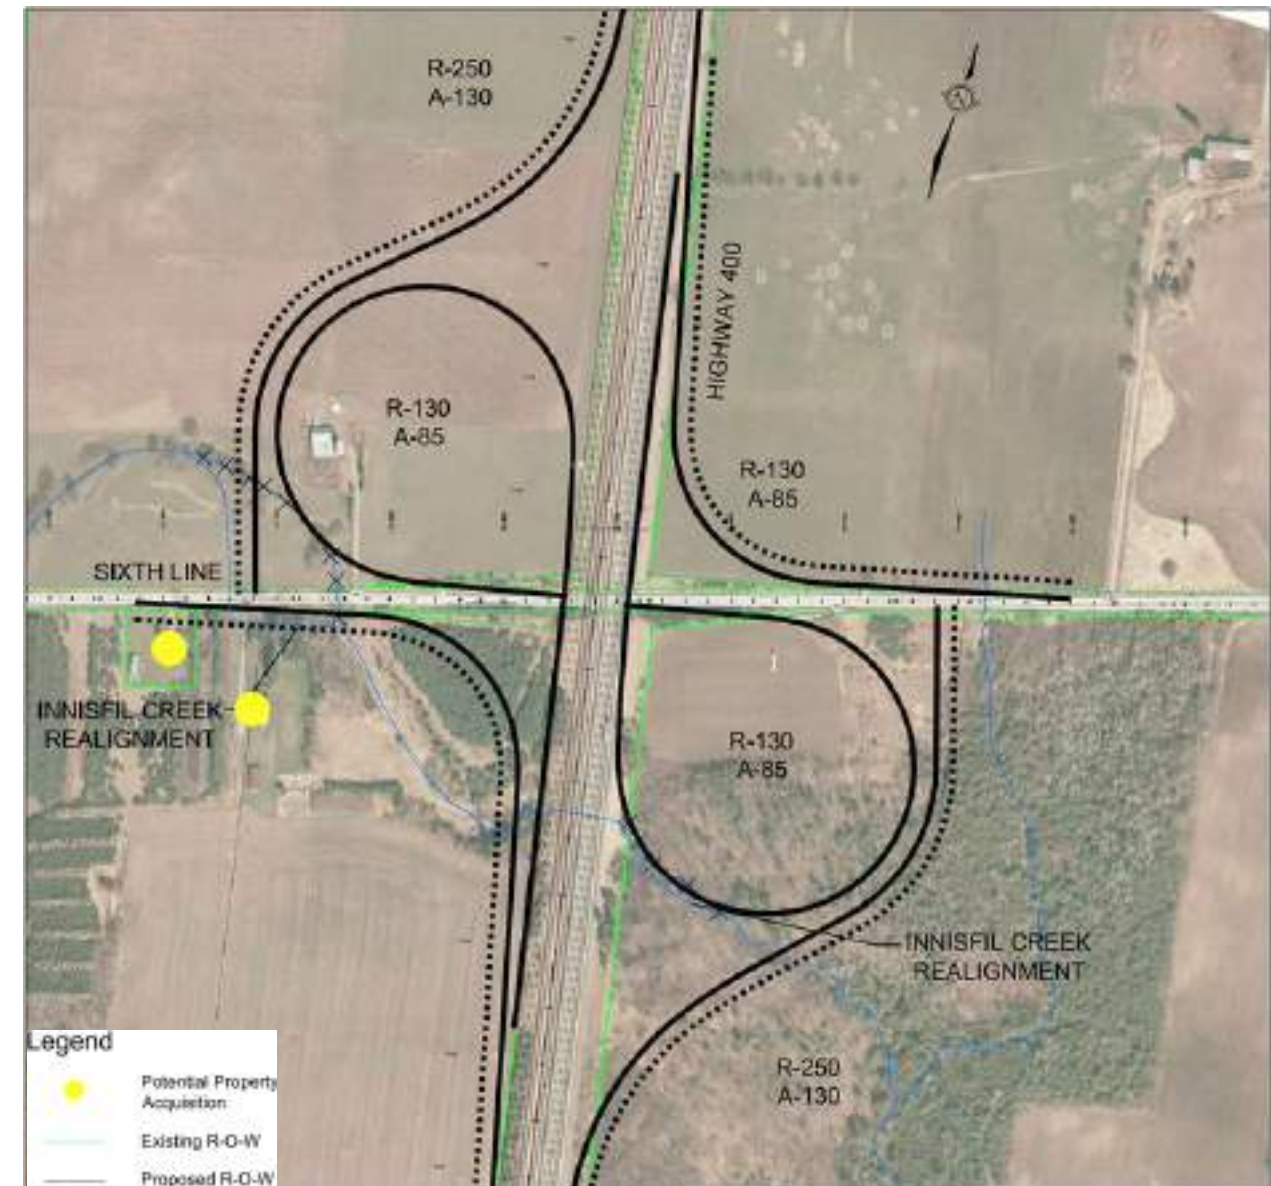 R-250
A-130
HIGHWAY 400
R-130
A-85
R-130
A-85
SIXTH LINE
INNISFIL CREEK
REALIGNMENT
R-130
A-85
INNISFIL CREEK
REALIGNMENT
R-250
A-130
Legend
Potential Property
Acquisition
Existing R-O-W
Proposed R-O-W